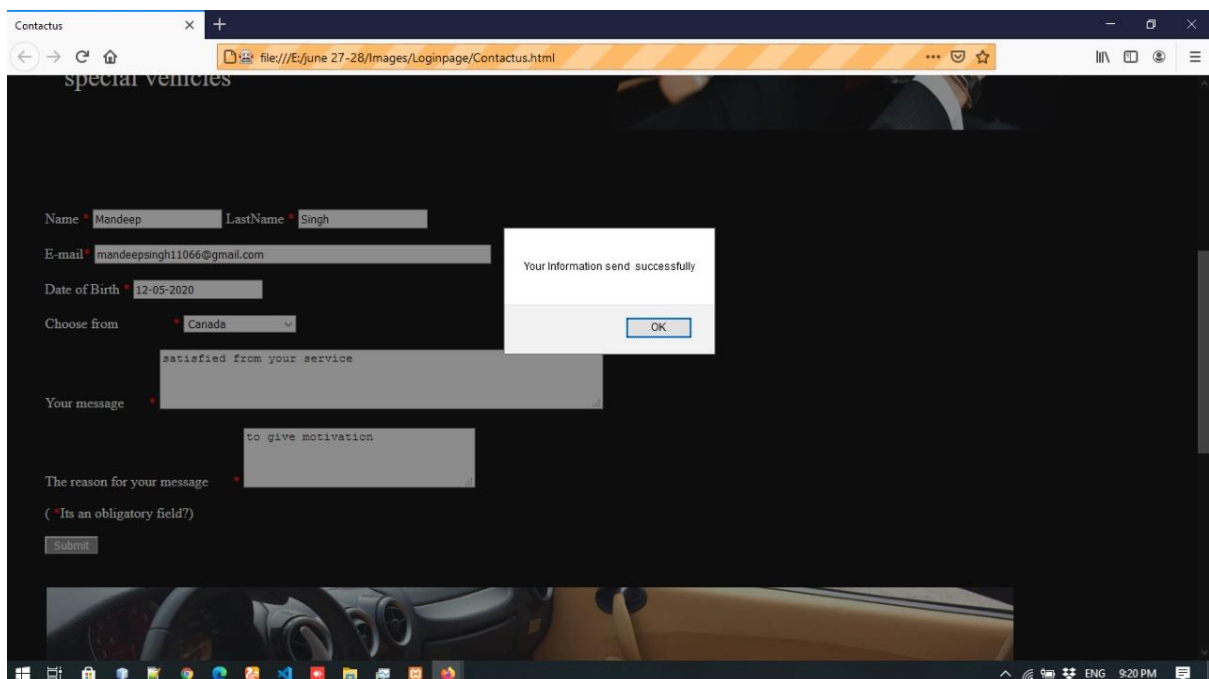 Contactus
file:///E:/june 27-28/Images/Loginpage/Contactus.html
special vehicles
Name * Mandeep LastName * Singh
E-mail* mandeepsingh11066@gmail.com
Date of Birth * 12-05-2020
Choose from * Canada
satisfied from your service
Your message *
to give motivation
The reason for your message *
( *Its an obligatory field?)
Submit
Your Information send successfully
OK
ENG 9:20 PM